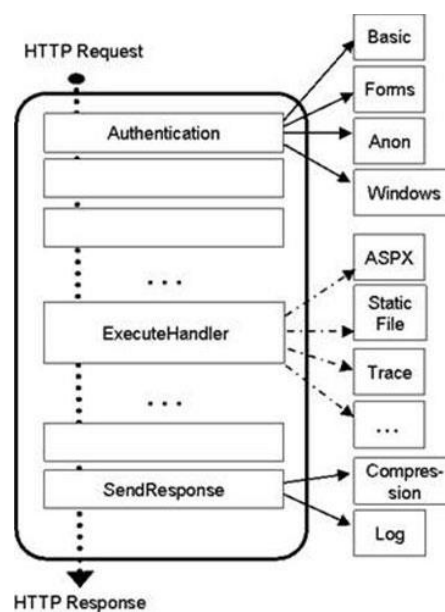 HTTP Request
Basic
Forms
Authentication
Anon
Windows
...
ASPX
ExecuteHandler
Static
File
Trace
...
...
SendResponse
Compres-
sion
Log
HTTP Response